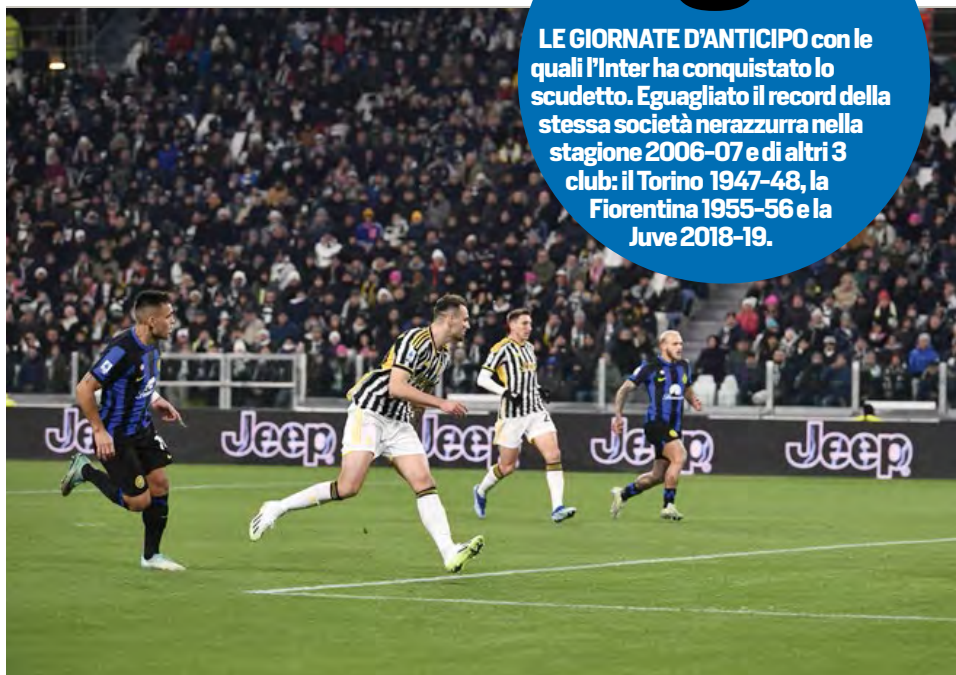 LE GIORNATE D'ANTICIPO con le
quali l'Inter ha conquistato lo
scudetto. Eguagliato il record della
stessa società nerazzurra nella
stagione 2006-07 e di altri 3
club: il Torino 1947-48, la
Fiorentina 1955-56 e la
Juve 2018-19.
Jeep Jeep Jeep Jeep Jeep